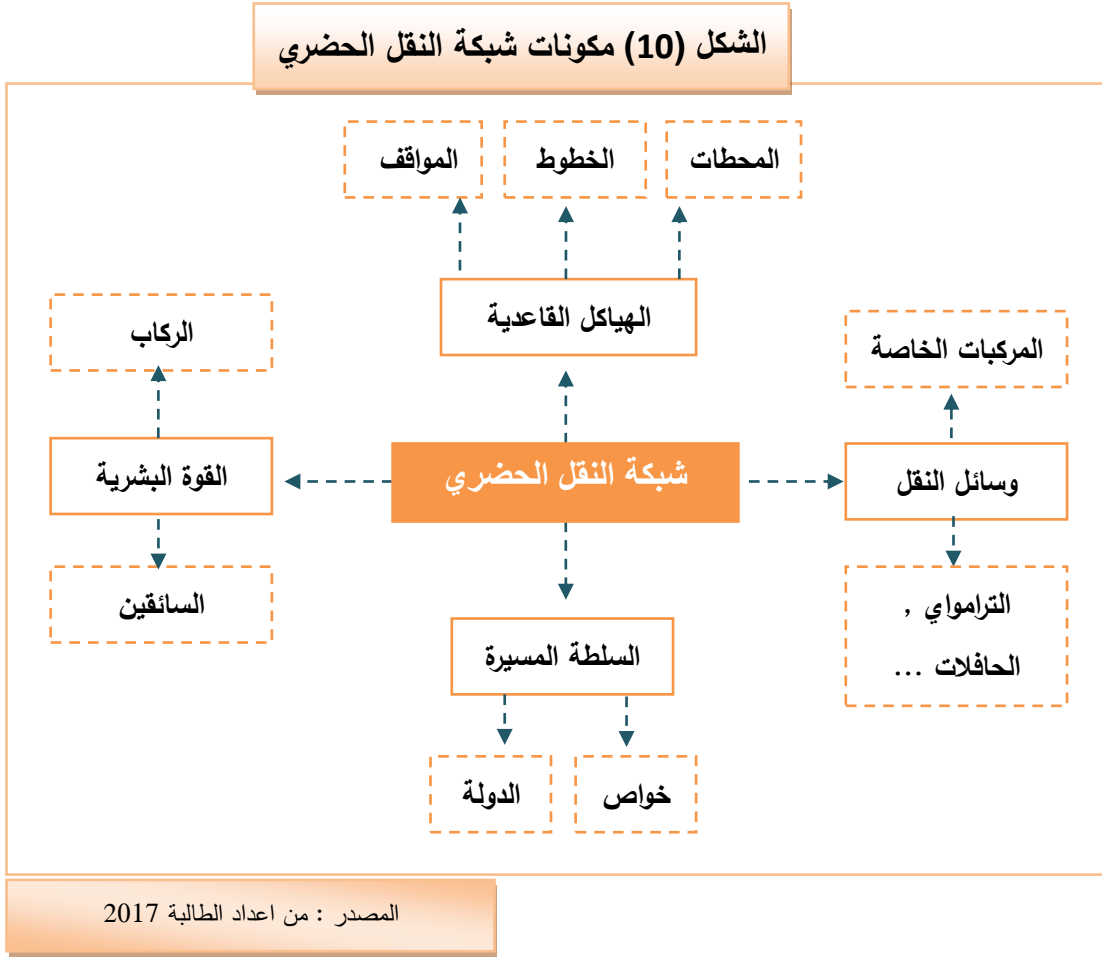 الشكل (10) مكونات شبكة النقل الحضري
المحطات
الخطوط
المواقف
الهياكل القاعدية
الركاب
المركبات الخاصة
القوة البشرية
شبكة النقل الحضري
وسائل النقل
السائقين
الترامواي ,
الحافلات ...
السلطة المسيرة
خواص
الدولة
المصدر : من اعداد الطالبة 2017